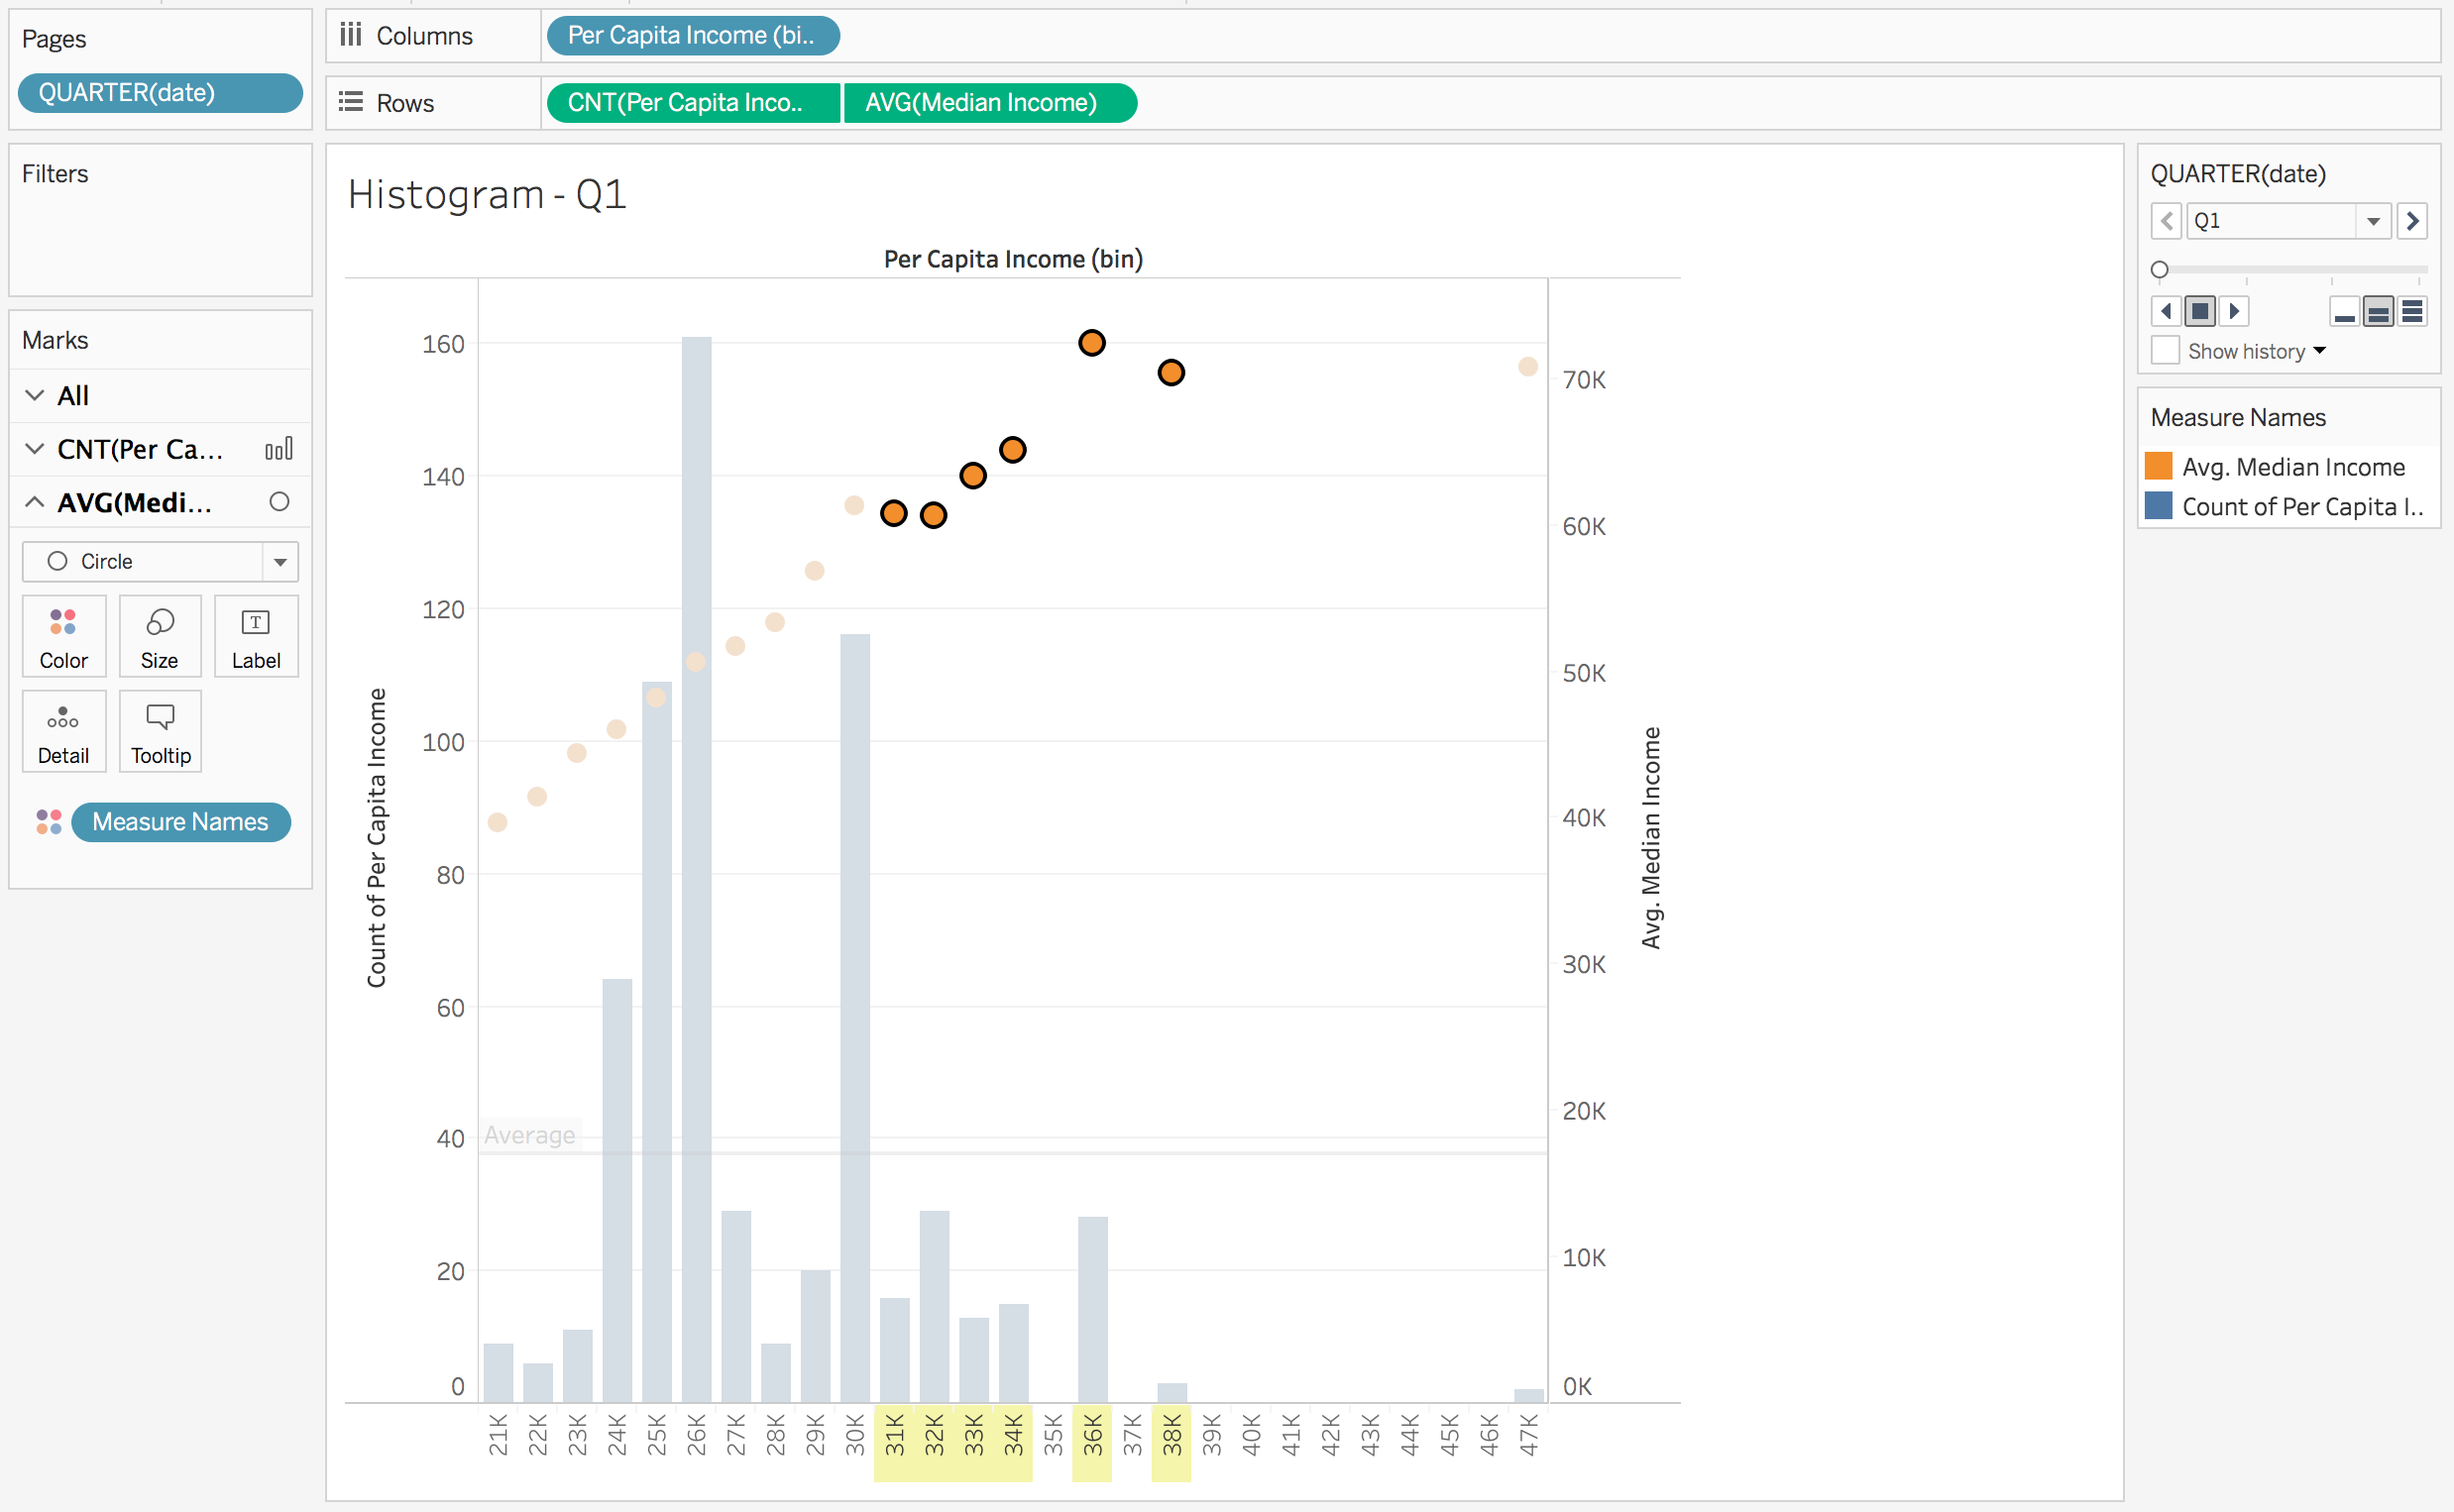 Pages
QUARTER(date)
Columns
Per Capita Income (bi..
Rows
CNT(Per Capita Inco..
AVG(Median Income)
Filters
Marks
All
CNT(Per Ca...
AVG(Medi...
Circle
Color
Size
Label
Detail
Tooltip
Measure Names
Histogram - Q1
Per Capita Income (bin)
Count of Per Capita Income
160
140
120
100
80
60
40
20
0
Average
70K
60K
50K
40K
30K
20K
10K
0K
Avg. Median Income
21K
22K
23K
24K
25K
26K
27K
28K
29K
30K
31K
32K
33K
34K
35K
36K
37K
38K
39K
40K
41K
42K
43K
44K
45K
46K
47K
QUARTER(date)
Q1
Show history
Measure Names
Avg. Median Income
Count of Per Capita I..